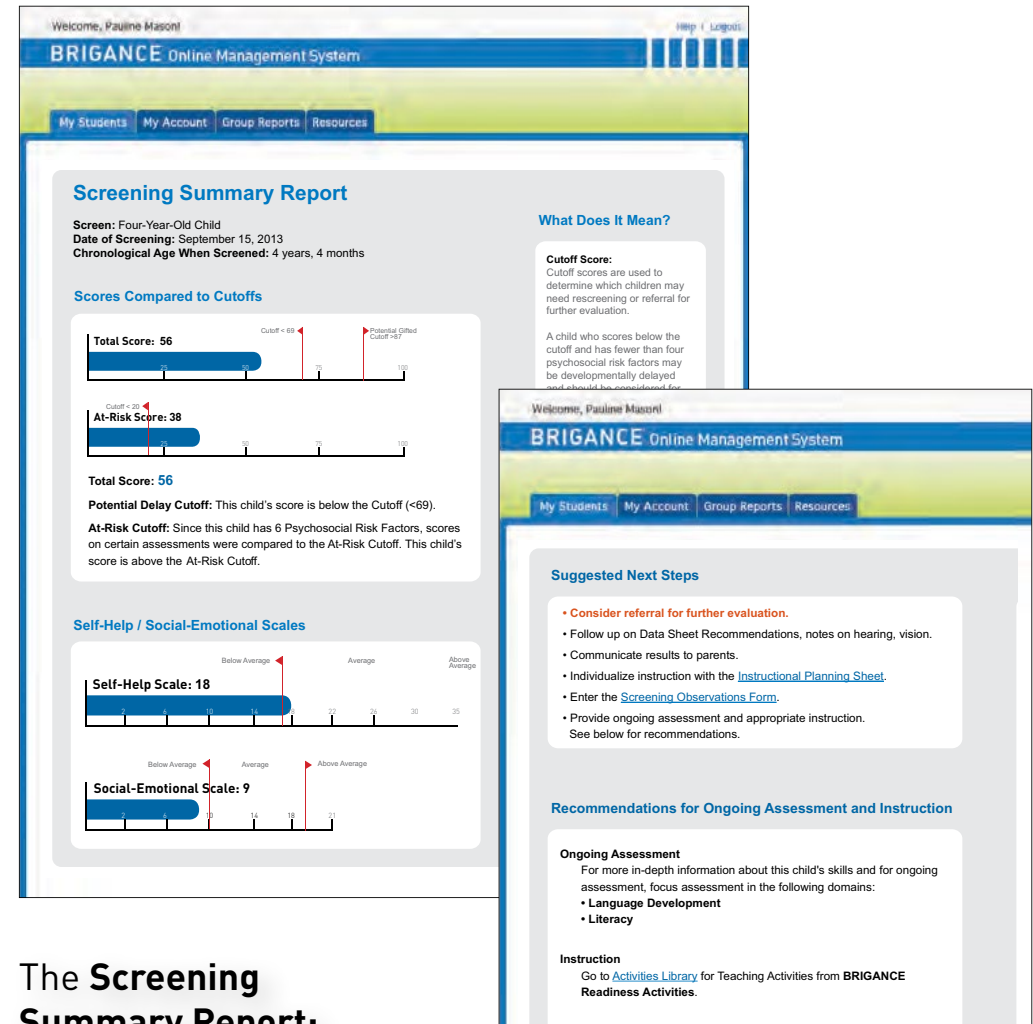 Welcome, Pauline Mason!
Help | Logout
BRIGANCE Online Management System
My Students My Account Group Reports Resources
Screening Summary Report
Screen: Four-Year-Old Child
Date of Screening: September 15, 2013
Chronological Age When Screened: 4 years, 4 months
Scores Compared to Cutoffs
Cutoff < 69
Potential Gifted
Cutoff >87
Total Score: 56
25 50 75 100
Cutoff < 20
At-Risk Score: 38
25 50 75 100
Total Score: 56
Potential Delay Cutoff: This child's score is below the Cutoff (<69).
At-Risk Cutoff: Since this child has 6 Psychosocial Risk Factors, scores
on certain assessments were compared to the At-Risk Cutoff. This child's
score is above the At-Risk Cutoff.
Self-Help / Social-Emotional Scales
Below Average Average Above
Average
Self-Help Scale: 18
2 6 10 14 18 22 26 30 35
Below Average Average Above Average
Social-Emotional Scale: 9
2 6 10 14 18 21
What Does It Mean?
Cutoff Score:
Cutoff scores are used to
determine which children may
need rescreening or referral for
further evaluation.
A child who scores below the
cutoff and has fewer than four
psychosocial risk factors may
be developmentally delayed
and should be considered for
Welcome, Pauline Mason!
BRIGANCE Online Management System
My Students My Account Group Reports Resources
Suggested Next Steps
• Consider referral for further evaluation.
• Follow up on Data Sheet Recommendations, notes on hearing, vision.
• Communicate results to parents.
• Individualize instruction with the Instructional Planning Sheet.
• Enter the Screening Observations Form.
• Provide ongoing assessment and appropriate instruction.
See below for recommendations.
Recommendations for Ongoing Assessment and Instruction
Ongoing Assessment
For more in-depth information about this child's skills and for ongoing
assessment, focus assessment in the following domains:
• Language Development
• Literacy
Instruction
Go to Activities Library for Teaching Activities from BRIGANCE
Readiness Activities.
The Screening
Summary Report: